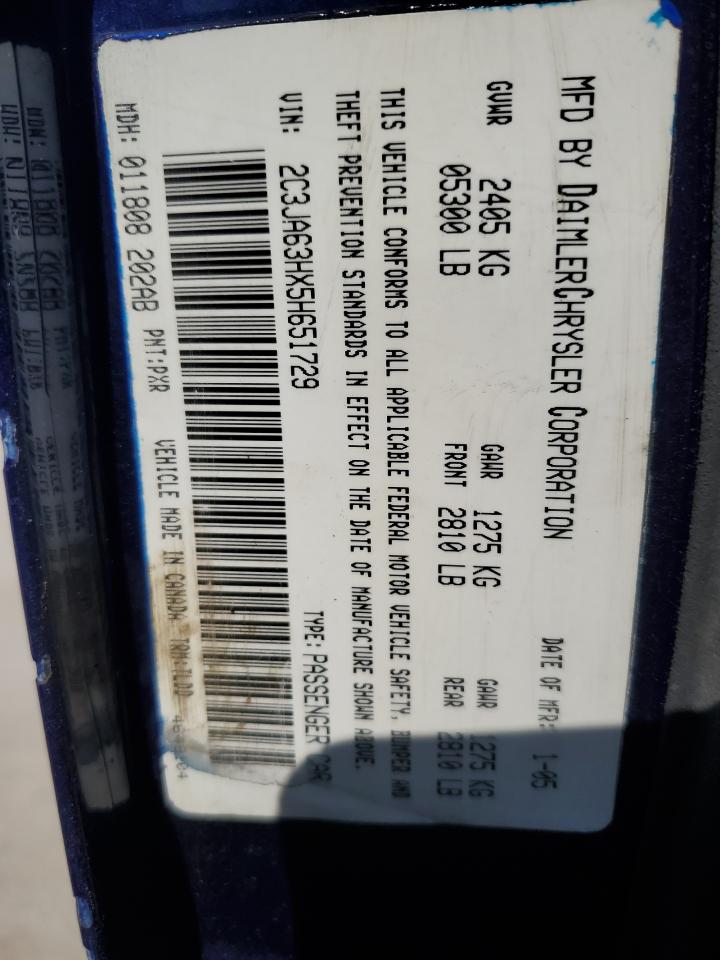 MFD BY DAIMLERCHRYSLER CORPORATION
DATE OF MFR: 1-05
GVWR 2405 KG GAWR 1275 KG GAWR 1275 KG
05300 LB FRONT 2810 LB REAR 2810 LB
THIS VEHICLE CONFORMS TO ALL APPLICABLE FEDERAL MOTOR VEHICLE SAFETY, BUMPER AND
THEFT PREVENTION STANDARDS IN EFFECT ON THE DATE OF MANUFACTURE SHOWN ABOVE.
VIN: 2C3JA63HX5H651729 TYPE: PASSENGER CAR
MDH: 011808 202AB PNT:PXR VEHICLE MADE IN CANADA